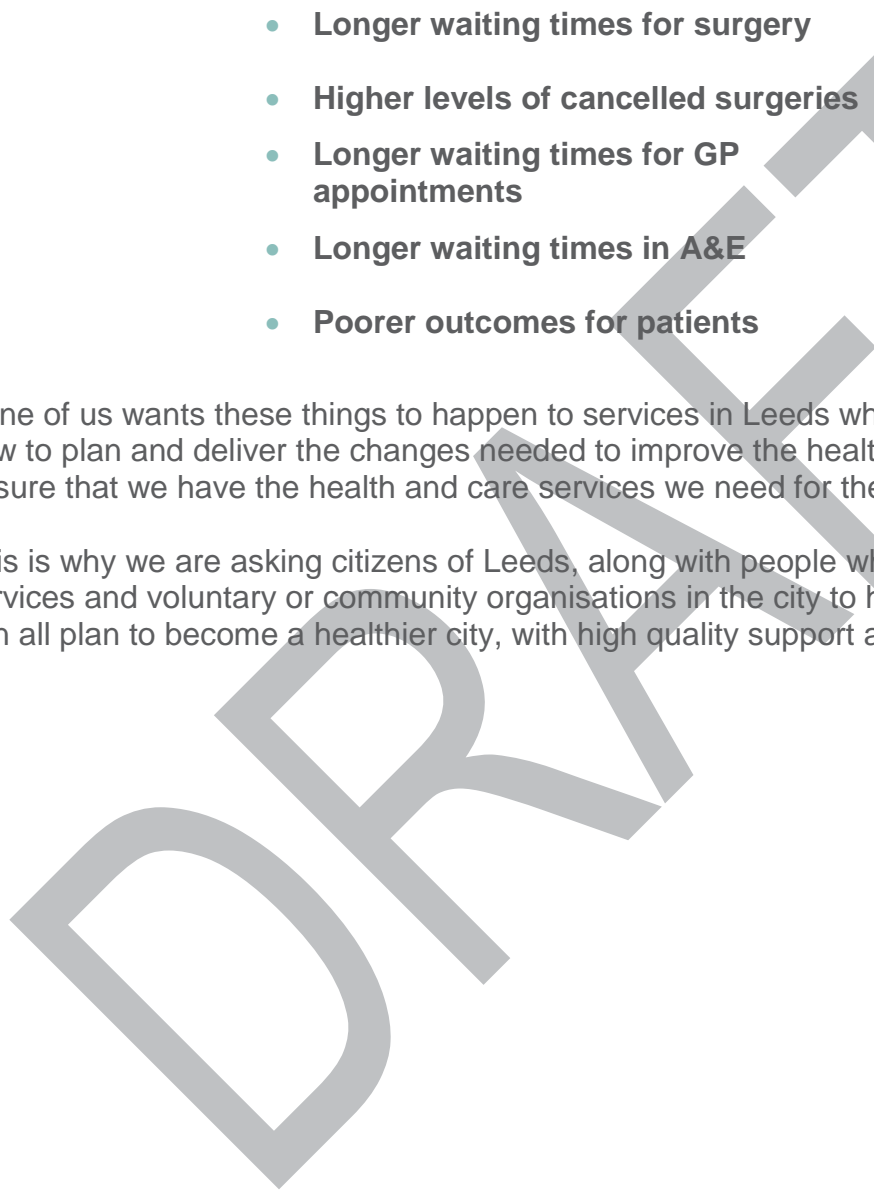 • Longer waiting times for surgery
• Higher levels of cancelled surgeries
• Longer waiting times for GP
appointments
• Longer waiting times in A&E
• Poorer outcomes for patients
ne of us wants these things to happen to services in Leeds wh
w to plan and deliver the changes needed to improve the healt
sure that we have the health and care services we need for the
is is why we are asking citizens of Leeds, along with people wh
rvices and voluntary or community organisations in the city to h
n all plan to become a healthier city, with high quality support a
DRAFT